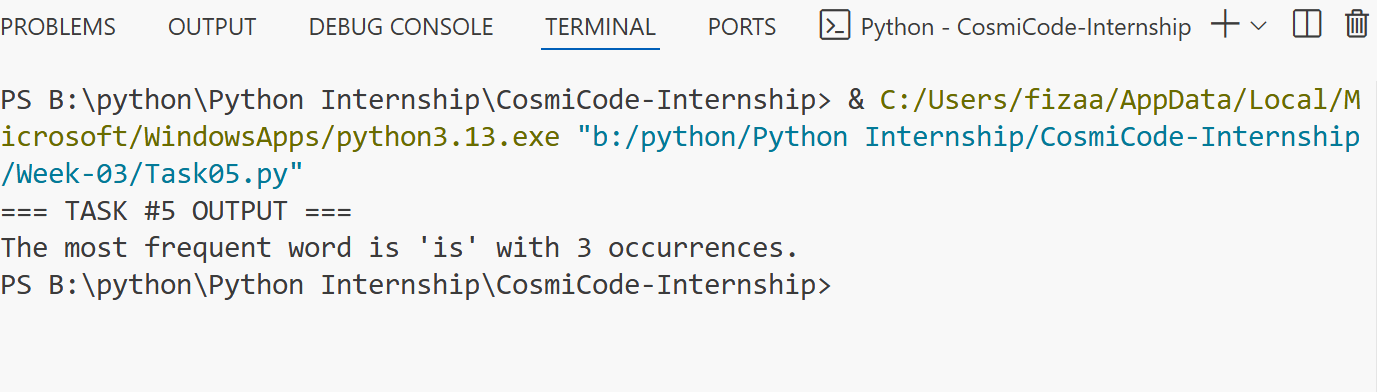 PROBLEMS OUTPUT DEBUG CONSOLE TERMINAL PORTS Python - CosmiCode-Internship
PS B:\python\Python Internship\CosmiCode-Internship> & C:/Users/fizaa/AppData/Local/M
icrosoft/WindowsApps/python3.13.exe "b:/python/Python Internship/CosmiCode-Internship
/Week-03/Task05.py"
=== TASK #5 OUTPUT ===
The most frequent word is 'is' with 3 occurrences.
PS B:\python\Python Internship\CosmiCode-Internship>